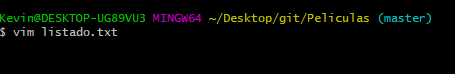 Kevin@DESKTOP-UG89VU3 MINGW64 ~/Desktop/git/Peliculas (master)
$ vim listado.txt